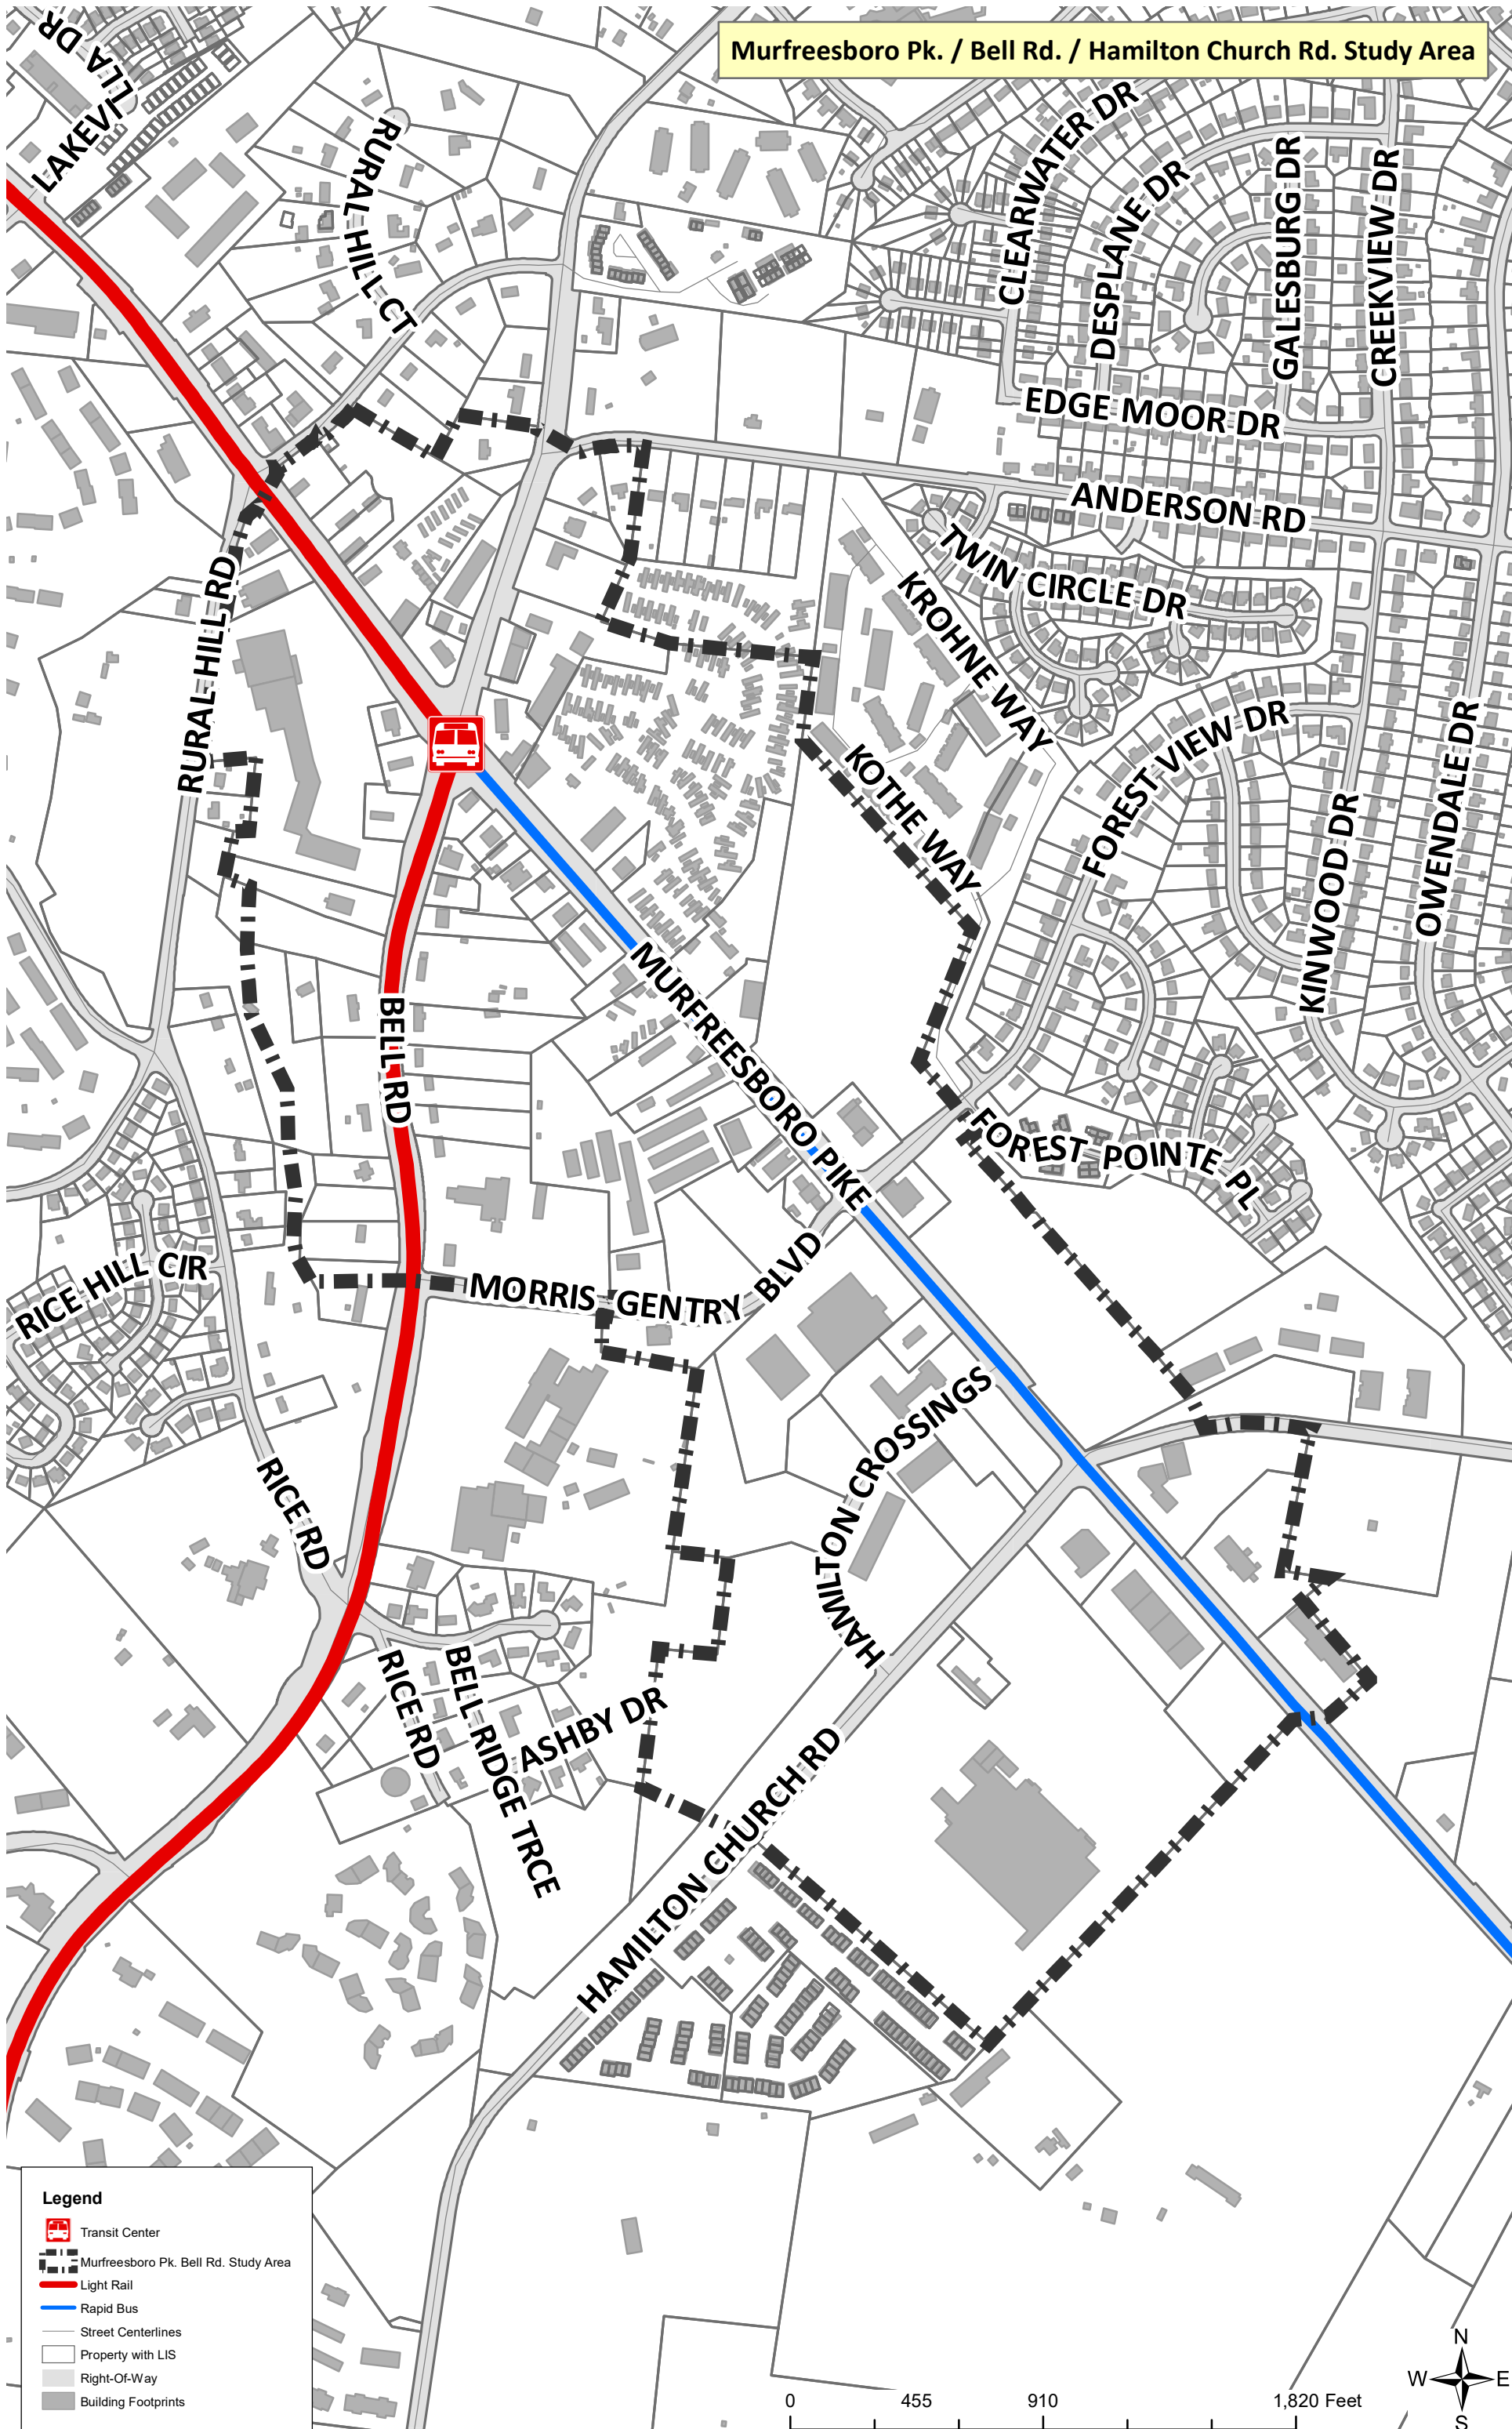 Murfreesboro Pk. / Bell Rd. / Hamilton Church Rd. Study Area
LAKEVILLA DR
RURAL HILL CT
CLEARWATER DR
DESPLANE DR
GALESBURG DR
CREEKVIEW DR
EDGE MOOR DR
ANDERSON RD
TWIN CIRCLE DR
KROHNE WAY
RURAL HILL RD
KOTHE WAY
FOREST VIEW DR
KINWOOD DR
OWENDALE DR
BELL RD
MURFREESBORO PIKE
FOREST POINTE PL
RICE HILL CIR
MORRIS GENTRY BLVD
HAMILTON CROSSINGS
RICE RD
RICE RD
BELL RIDGE TRCE
ASHBY DR
HAMILTON CHURCH RD
Legend
Transit Center
Murfreesboro Pk. Bell Rd. Study Area
Light Rail
Rapid Bus
Street Centerlines
Property with LIS
Right-Of-Way
Building Footprints
0 455 910 1,820 Feet
N
W E
S